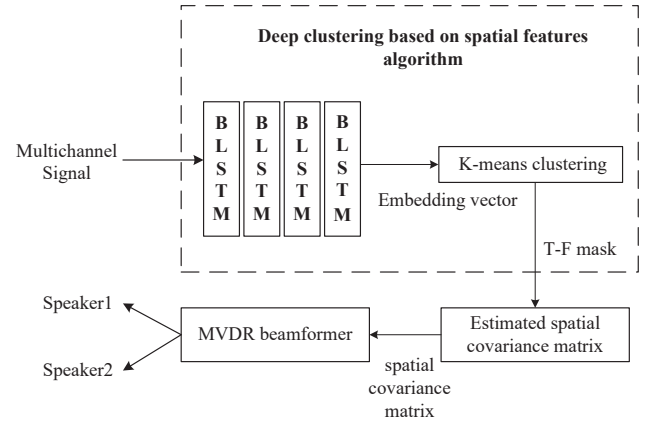 Deep clustering based on spatial features
algorithm
Multichannel
Signal
B L S T M
B L S T M
B L S T M
B L S T M
Embedding vector
K-means clustering
T-F mask
Estimated spatial
covariance matrix
spatial
covariance
matrix
MVDR beamformer
Speaker1
Speaker2